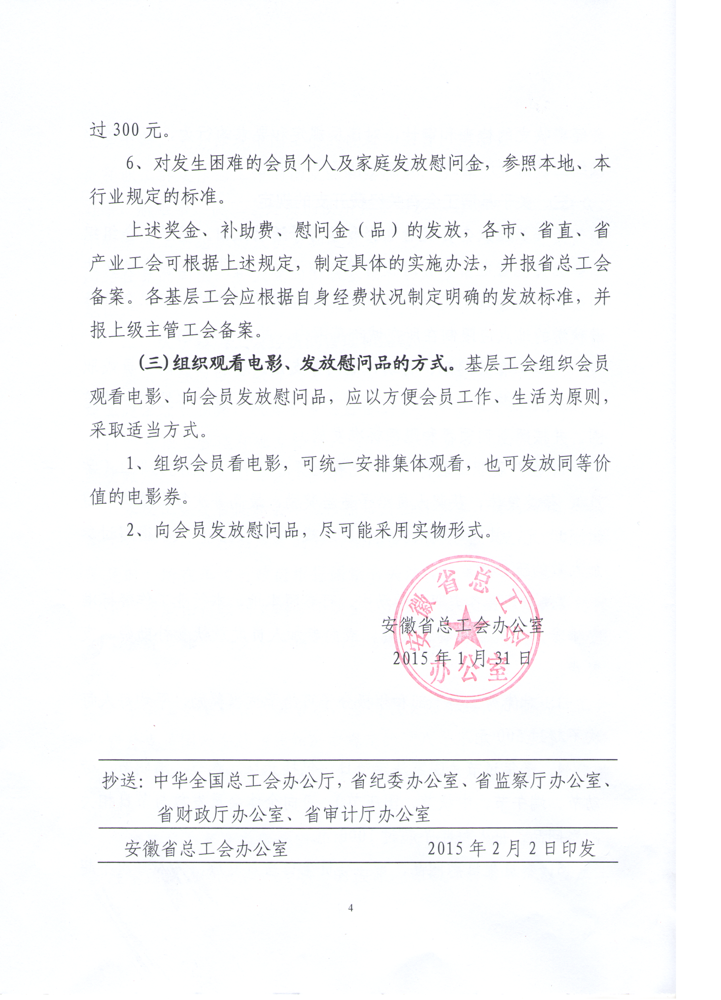 过 300 元。
6、对发生困难的会员个人及家庭发放慰问金，参照本地、本
行业规定的标准。
上述奖金、补助费、慰问金（品）的发放，各市、省直、省
产业工会可根据上述规定，制定具体的实施办法，并报省总工会
备案。各基层工会应根据自身经费状况制定明确的发放标准，并
报上级主管工会备案。
(三)组织观看电影、发放慰问品的方式。基层工会组织会员
观看电影、向会员发放慰问品，应以方便会员工作、生活为原则，
采取适当方式。
1、组织会员看电影，可统一安排集体观看，也可发放同等价
值的电影券。
2、向会员发放慰问品，尽可能采用实物形式。
安徽省总工会
安徽省总工会办公室
2015 年 1 月 31 日
办公室
抄送：中华全国总工会办公厅，省纪委办公室、省监察厅办公室、
省财政厅办公室、省审计厅办公室
安徽省总工会办公室 2015 年 2 月 2 日印发
4